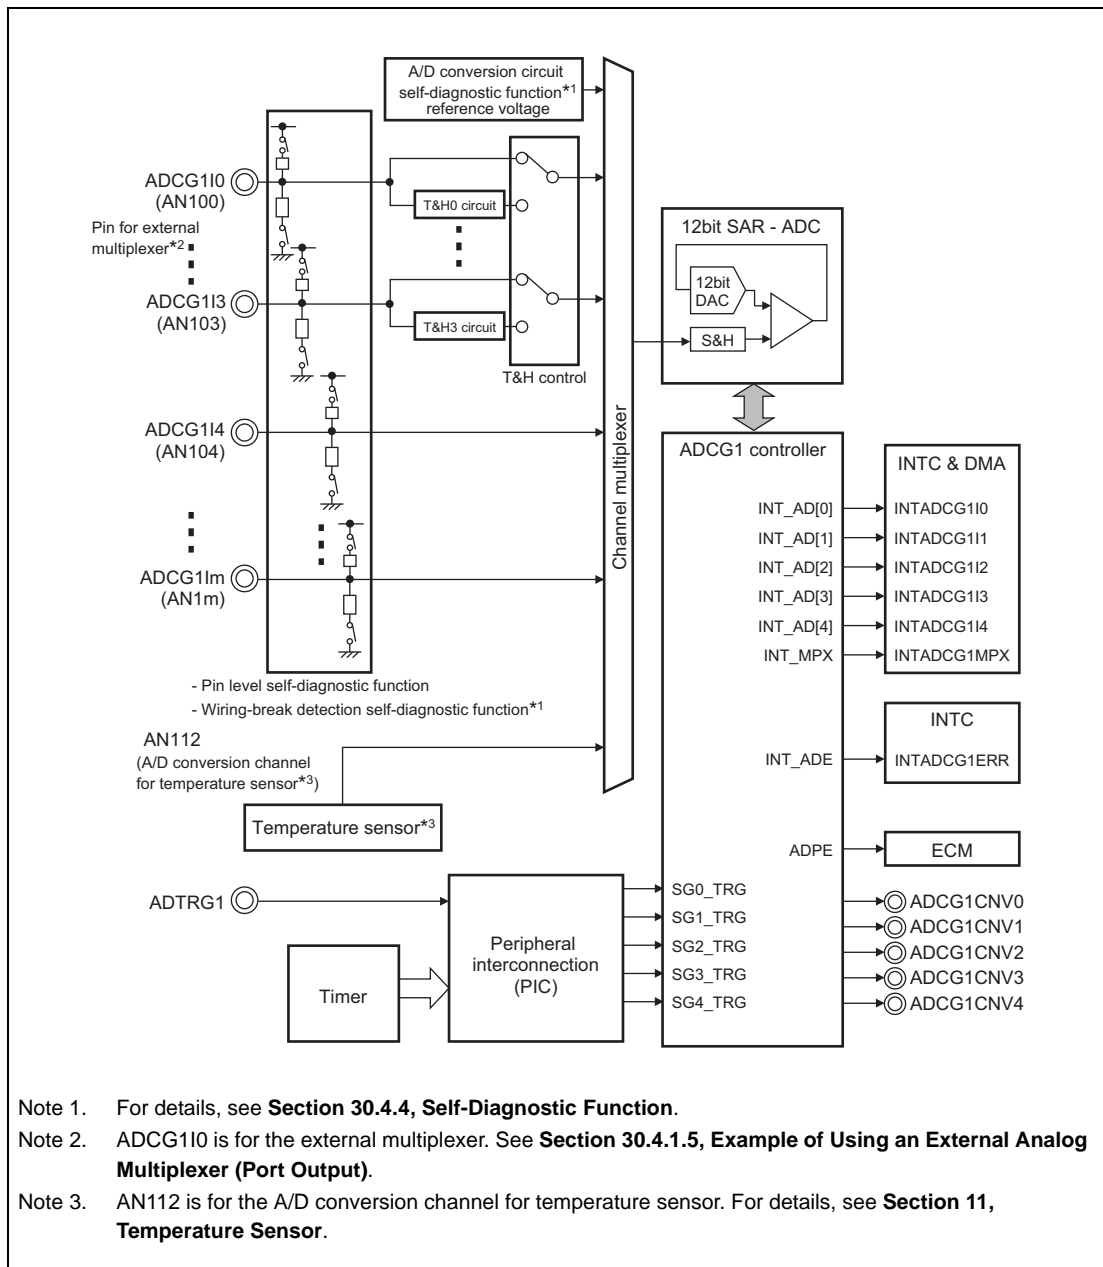 A/D conversion circuit
self-diagnostic function*1
reference voltage
ADCG1I0
(AN100)
T&H0 circuit
Pin for external
multiplexer*2
12bit SAR - ADC
12bit
DAC
ADCG1I3
(AN103)
T&H3 circuit
S&H
T&H control
Channel multiplexer
ADCG1I4
(AN104)
ADCG1 controller
INTC & DMA
INT_AD[0]
INTADCG1I0
INT_AD[1]
INTADCG1I1
INT_AD[2]
INTADCG1I2
ADCG1Im
(AN1m)
INT_AD[3]
INTADCG1I3
INT_AD[4]
INTADCG1I4
INT_MPX
INTADCG1MPX
- Pin level self-diagnostic function
- Wiring-break detection self-diagnostic function*1
INTC
AN112
(A/D conversion channel
for temperature sensor*3)
INT_ADE
INTADCG1ERR
Temperature sensor*3
ADPE
ECM
ADTRG1
SG0_TRG
ADCG1CNV0
SG1_TRG
ADCG1CNV1
Peripheral
interconnection
(PIC)
SG2_TRG
ADCG1CNV2
SG3_TRG
ADCG1CNV3
Timer
SG4_TRG
ADCG1CNV4
Note 1. For details, see Section 30.4.4, Self-Diagnostic Function.
Note 2. ADCG1I0 is for the external multiplexer. See Section 30.4.1.5, Example of Using an External Analog
Multiplexer (Port Output).
Note 3. AN112 is for the A/D conversion channel for temperature sensor. For details, see Section 11,
Temperature Sensor.